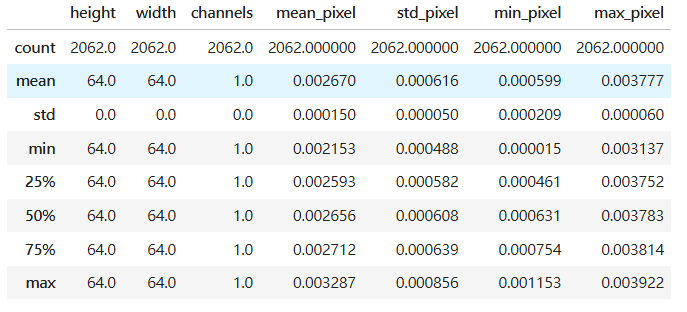 height width channels mean_pixel std_pixel min_pixel max_pixel
count 2062.0 2062.0 2062.0 2062.000000 2062.000000 2062.000000 2062.000000
mean 64.0 64.0 1.0 0.002670 0.000616 0.000599 0.003777
std 0.0 0.0 0.0 0.000150 0.000050 0.000209 0.000060
min 64.0 64.0 1.0 0.002153 0.000488 0.000015 0.003137
25% 64.0 64.0 1.0 0.002593 0.000582 0.000461 0.003752
50% 64.0 64.0 1.0 0.002656 0.000608 0.000631 0.003783
75% 64.0 64.0 1.0 0.002712 0.000639 0.000754 0.003814
max 64.0 64.0 1.0 0.003287 0.000856 0.001153 0.003922